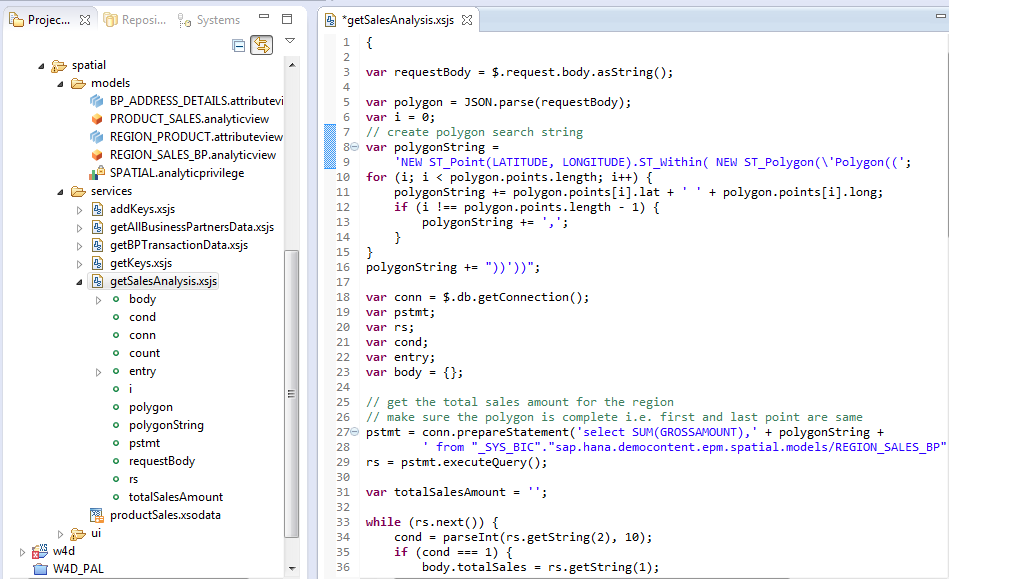 Projec...
Reposi...
Systems
spatial
models
BP_ADDRESS_DETAILS.attributevi
PRODUCT_SALES.analyticview
REGION_PRODUCT.attributeview
REGION_SALES_BP.analyticview
SPATIAL.analyticprivilege
services
addKeys.xsjs
getAllBusinessPartnersData.xsjs
getBPTransactionData.xsjs
getKeys.xsjs
getSalesAnalysis.xsjs
body
cond
conn
count
entry
i
polygon
polygonString
pstmt
requestBody
rs
totalSalesAmount
productSales.xsodata
ui
w4d
W4D_PAL
*getSalesAnalysis.xsjs
1 {
2
3 var requestBody = $.request.body.asString();
4
5 var polygon = JSON.parse(requestBody);
6 var i = 0;
7 // create polygon search string
8 var polygonString =
9 'NEW ST_Point(LATITUDE, LONGITUDE).ST_Within( NEW ST_Polygon(\'Polygon((';
10 for (i; i < polygon.points.length; i++) {
11 polygonString += polygon.points[i].lat + ' ' + polygon.points[i].long;
12 if (i !== polygon.points.length - 1) {
13 polygonString += ',';
14 }
15 }
16 polygonString += "))'))";
17
18 var conn = $.db.getConnection();
19 var pstmt;
20 var rs;
21 var cond;
22 var entry;
23 var body = {};
24
25 // get the total sales amount for the region
26 // make sure the polygon is complete i.e. first and last point are same
27 pstmt = conn.prepareStatement('select SUM(GROSSAMOUNT),' + polygonString +
28 ' from "_SYS_BIC"."sap.hana.democontent.epm.spatial.models/REGION_SALES_BP"
29 rs = pstmt.executeQuery();
30
31 var totalSalesAmount = '';
32
33 while (rs.next()) {
34 cond = parseInt(rs.getString(2), 10);
35 if (cond === 1) {
36 body.totalSales = rs.getString(1);